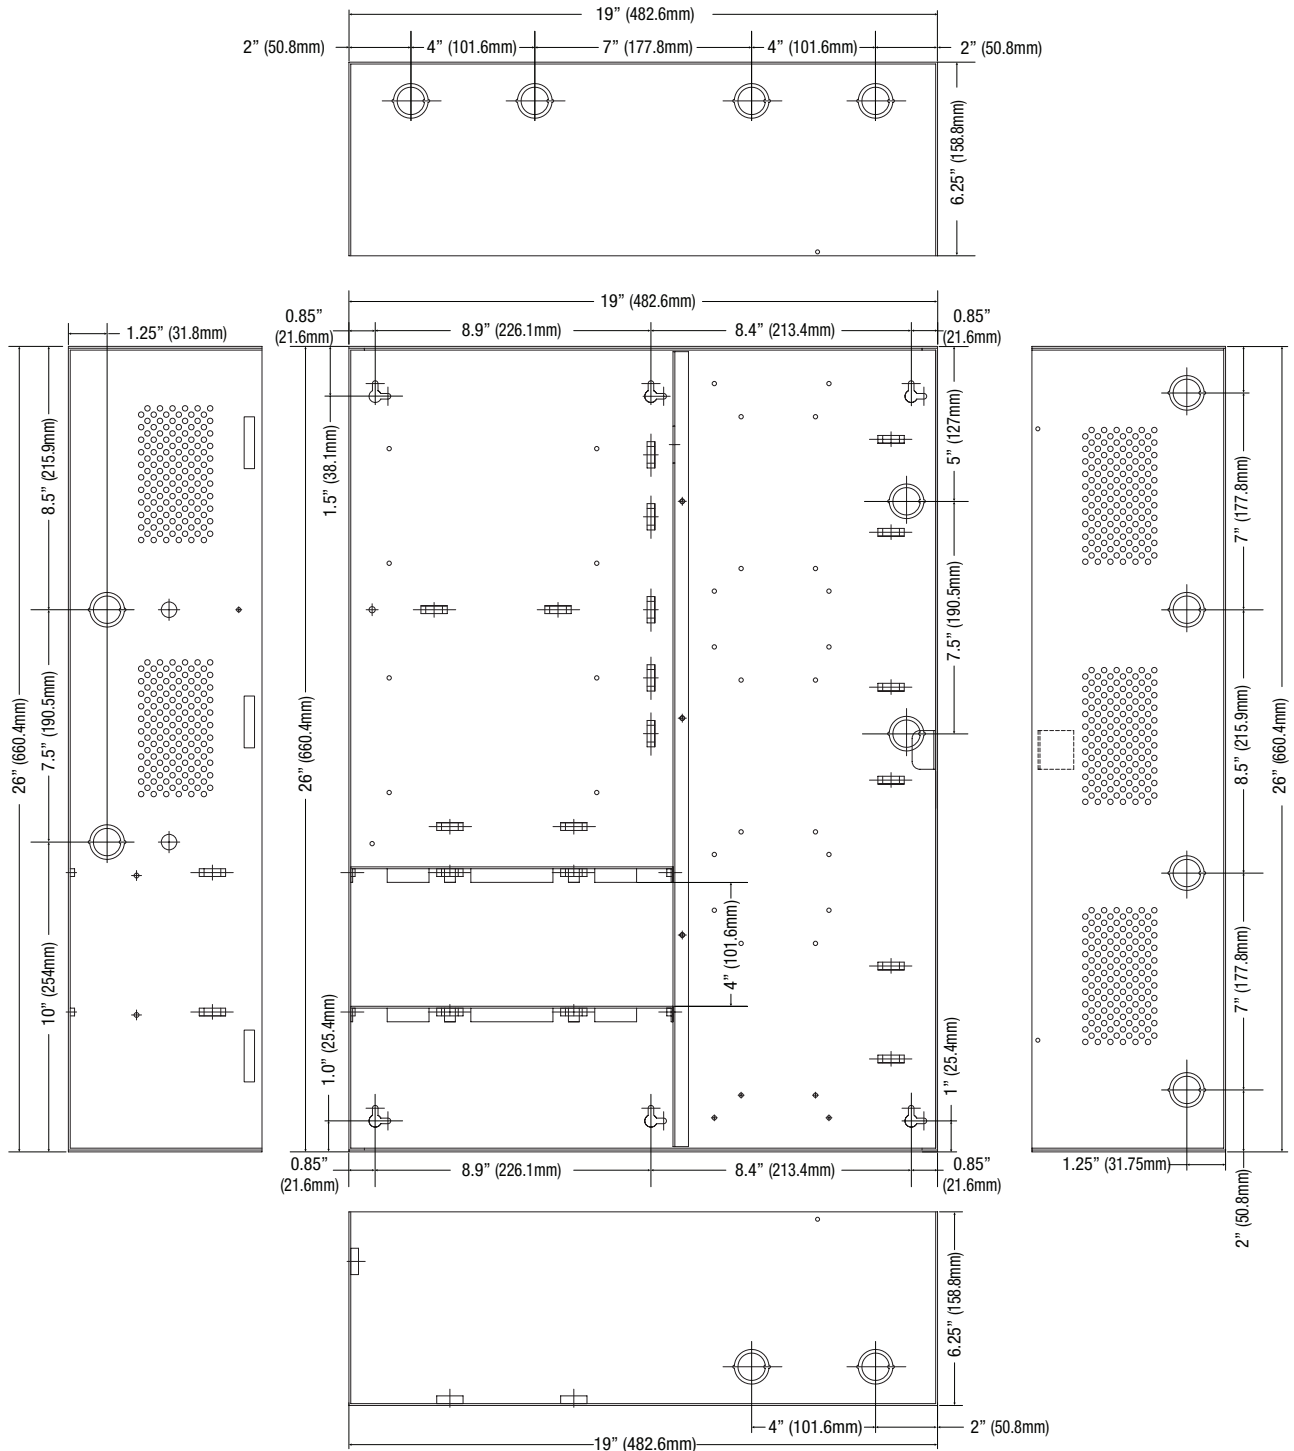 19” (482.6mm)
2” (50.8mm)
4” (101.6mm)
7” (177.8mm)
4” (101.6mm)
2” (50.8mm)
6.25” (158.8mm)
19” (482.6mm)
0.85”
(21.6mm)
8.9” (226.1mm)
8.4” (213.4mm)
0.85”
(21.6mm)
1.25” (31.8mm)
8.5” (215.9mm)
7.5” (190.5mm)
26” (660.4mm)
10” (254mm)
1.5” (38.1mm)
26” (660.4mm)
1.0” (25.4mm)
5” (127mm)
7.5” (190.5mm)
4” (101.6mm)
1” (25.4mm)
7” (177.8mm)
8.5” (215.9mm)
26” (660.4mm)
7” (177.8mm)
1.25” (31.75mm)
2” (50.8mm)
0.85”
(21.6mm)
8.9” (226.1mm)
8.4” (213.4mm)
0.85”
(21.6mm)
6.25” (158.8mm)
4” (101.6mm)
2” (50.8mm)
19” (482.6mm)